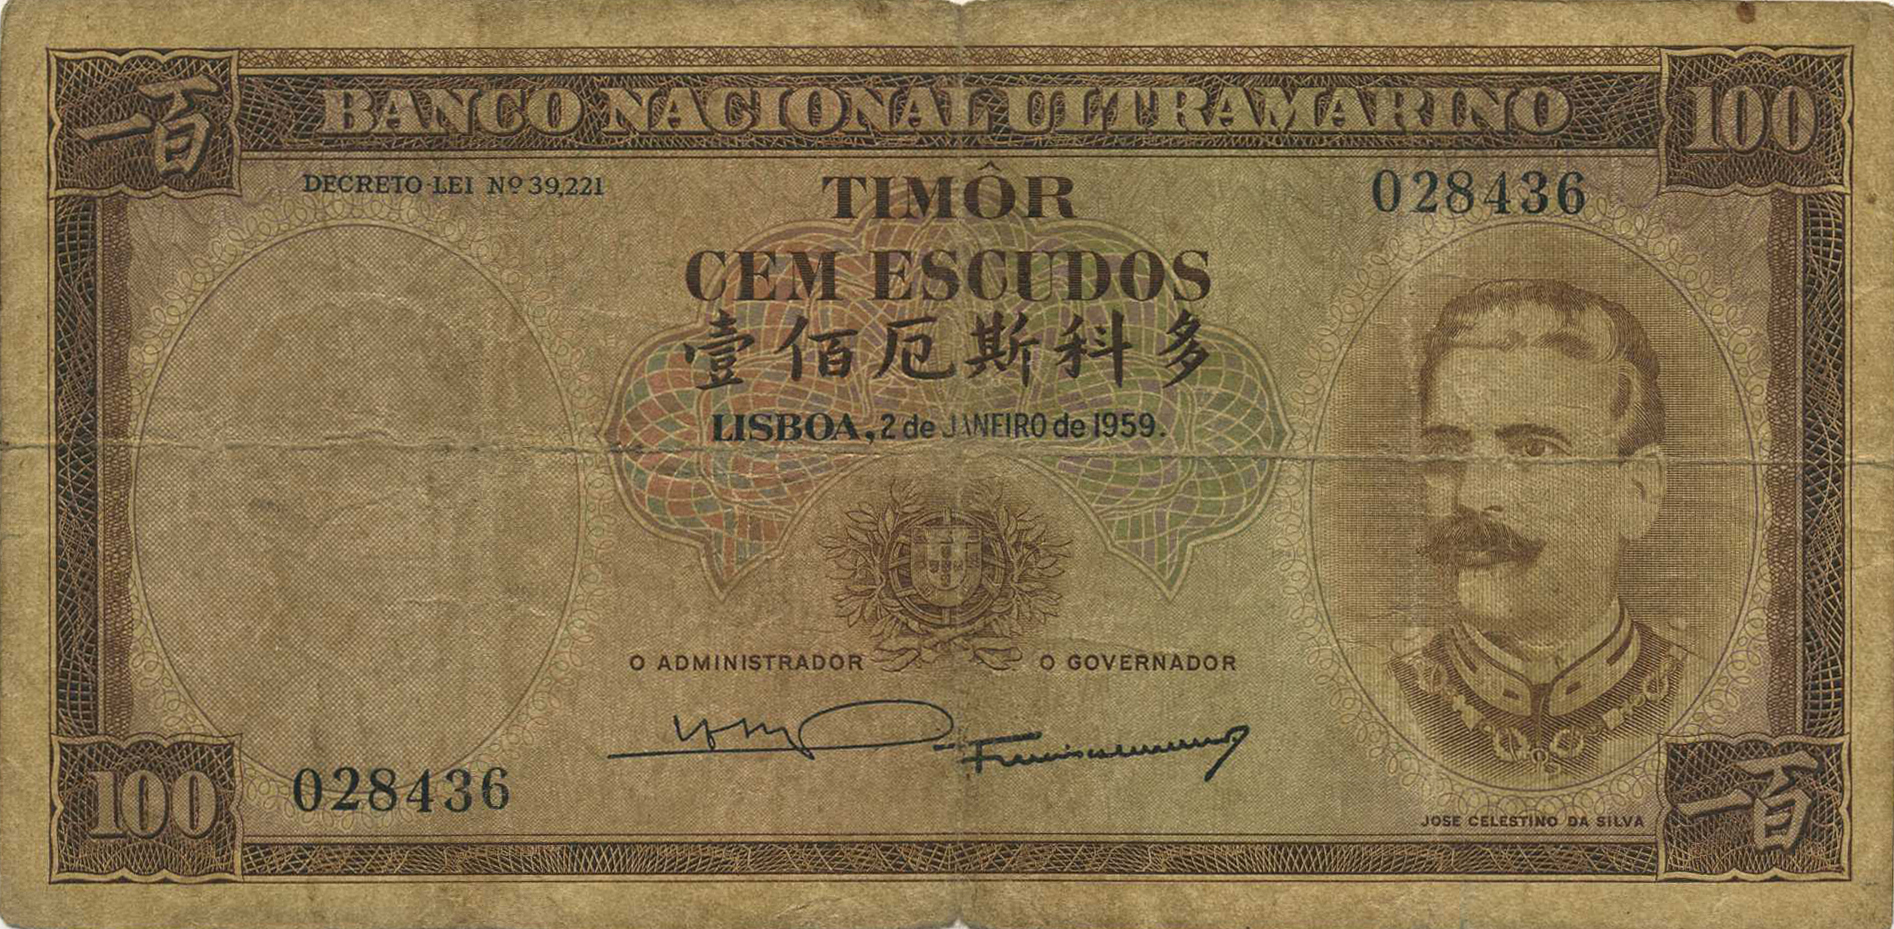 一百
BANCO NACIONAL ULTRAMARINO
100
DECRETO-LEI Nº 39,221
TIMÔR
028436
CEM ESCUDOS
壹佰厄斯科多
LISBOA, 2 de JANEIRO de 1959.
O ADMINISTRADOR
O GOVERNADOR
028436
JOSE CELESTINO DA SILVA
100
一百